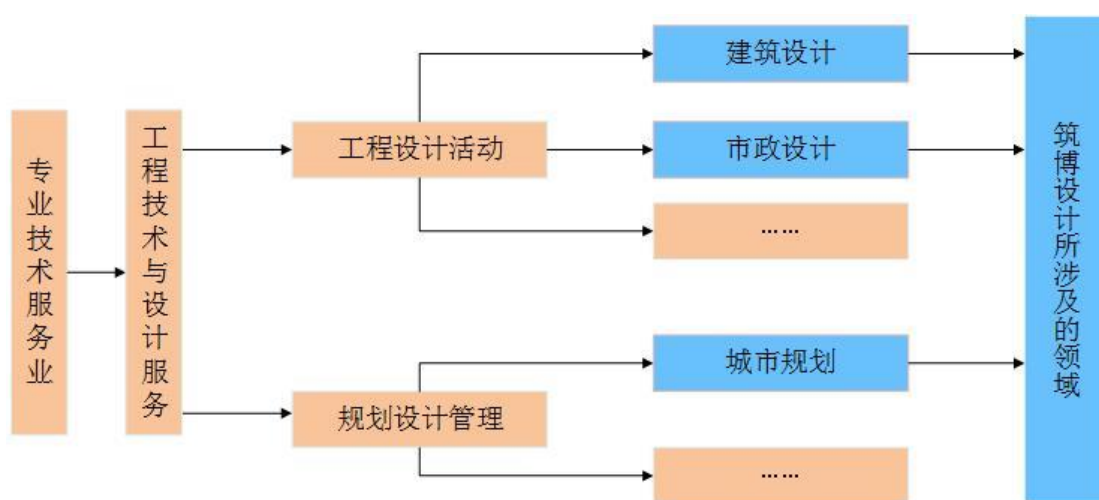 专业技术服务业
工程技术与设计服务
工程设计活动
规划设计管理
建筑设计
市政设计
……
城市规划
……
筑博设计所涉及的领域